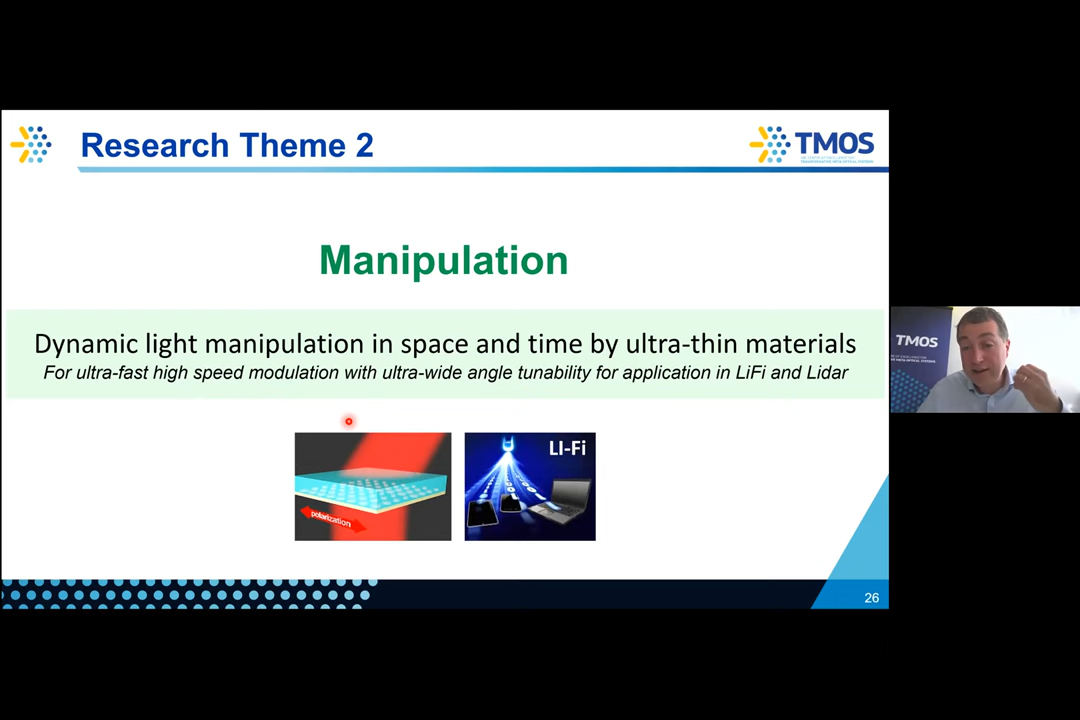 Research Theme 2
TMOS
Manipulation
Dynamic light manipulation in space and time by ultra-thin materials
For ultra-fast high speed modulation with ultra-wide angle tunability for application in LiFi and Lidar
polarization
LI-Fi
26
TMOS